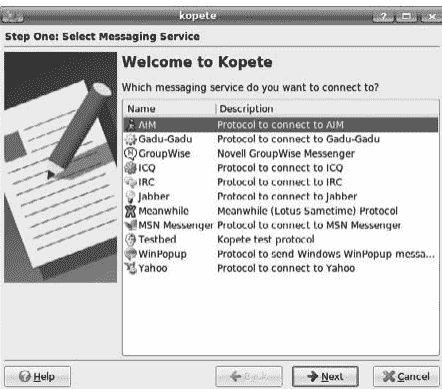 kopete
Step One: Select Messaging Service
Welcome to Kopete
Which messaging service do you want to connect to?
Name Description
AIM Protocol to connect to AIM
Gadu-Gadu Protocol to connect to Gadu-Gadu
GroupWise Novell GroupWise Messenger
ICQ Protocol to connect to ICQ
IRC Protocol to connect to IRC
Jabber Protocol to connect to Jabber
Meanwhile Meanwhile (Lotus Sametime) Protocol
MSN Messenger Protocol to connect to MSN Messenger
Testbed Kopete test protocol
WinPopup Protocol to send Windows WinPopup messa...
Yahoo Protocol to connect to Yahoo
Help Back Next Cancel